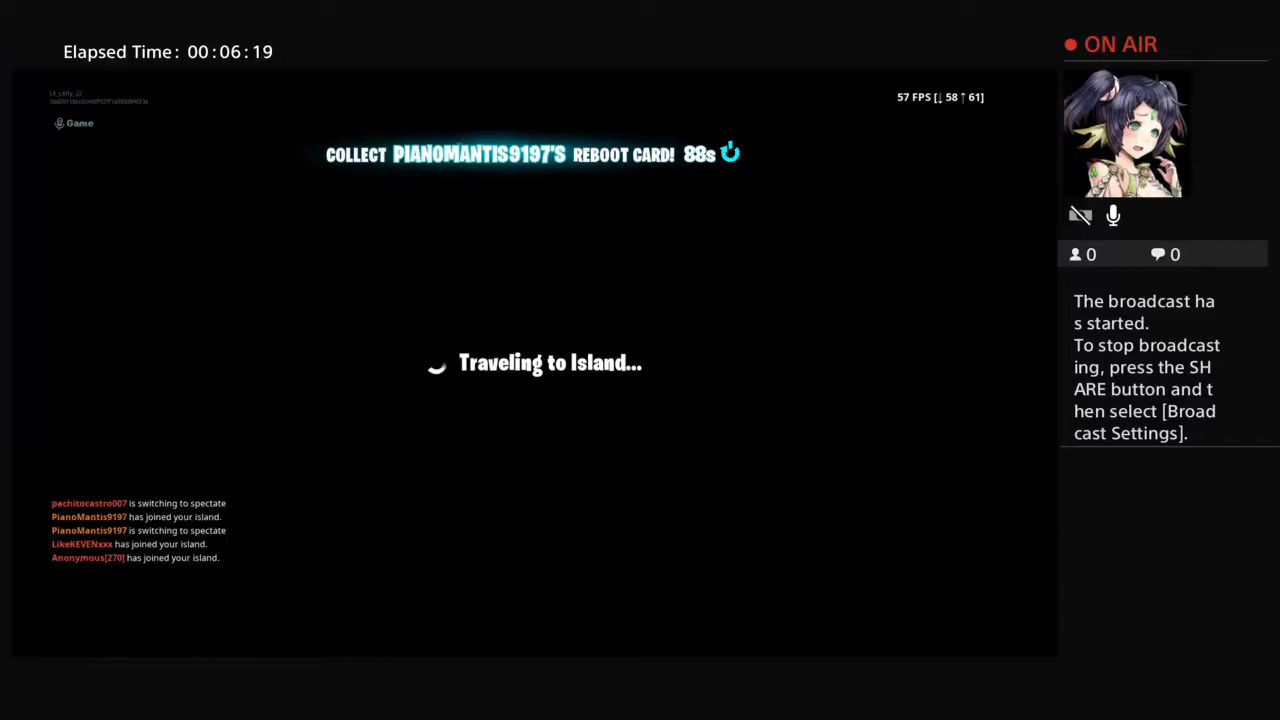 Elapsed Time: 00:06:19
ON AIR
57 FPS [↓ 58 ↑ 61]
Game
COLLECT PIANOMANTIS9197'S REBOOT CARD! 88s
0 0
The broadcast ha
s started.
To stop broadcast
ing, press the SH
ARE button and t
hen select [Broad
cast Settings].
Traveling to Island...
pachitocastro007 is switching to spectate
PianoMantis9197 has joined your island.
PianoMantis9197 is switching to spectate
LikeKEVENxxx has joined your island.
Anonymous[270] has joined your island.